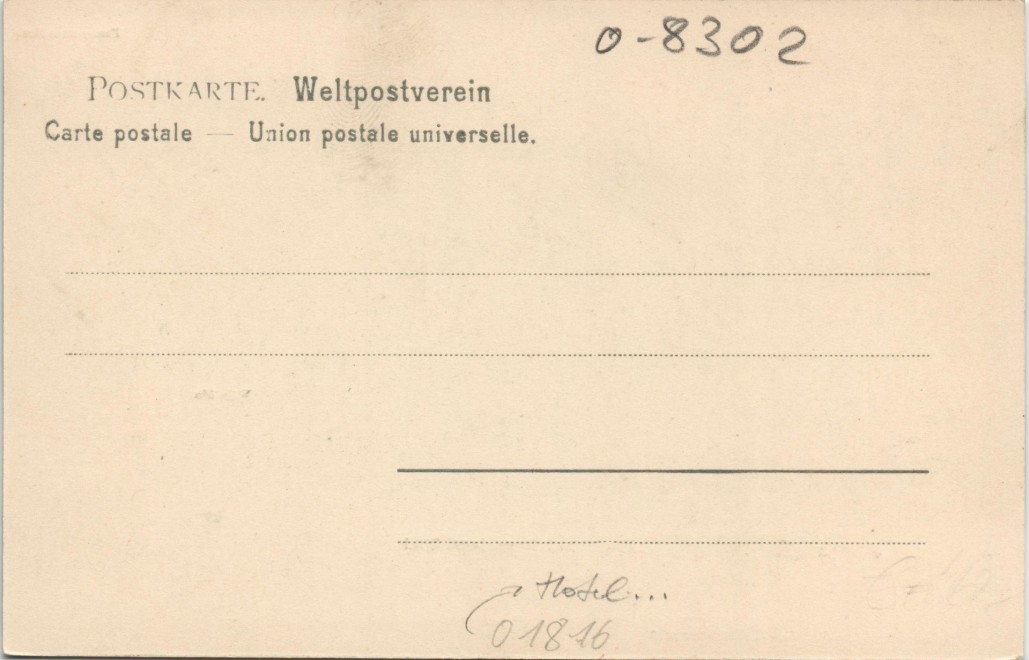 0-8302
POSTKARTE. Weltpostverein
Carte postale — Union postale universelle.
Hotel...
01816